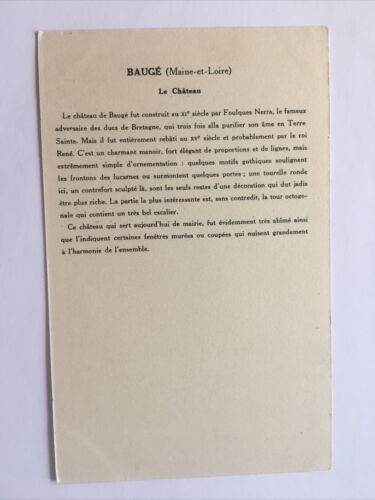 BAUGÉ (Maine-et-Loire)
Le Château
Le château de Baugé fut construit au XIe siècle par Foulques Nerra, le fameux
adversaire des ducs de Bretagne, qui trois fois alla purifier son âme en Terre
Sainte. Mais il fut entièrement rebâti au XVe siècle et probablement par le roi
René. C'est un charmant manoir, fort élégant de proportions et de lignes, mais
extrêmement simple d'ornementation : quelques motifs gothiques soulignent
les frontons des lucarnes ou surmontent quelques portes ; une tourelle ronde
ici, un contrefort sculpté là, sont les seuls restes d'une décoration qui dut jadis
être plus riche. La partie la plus intéressante est, sans contredit, la tour octogo-
nale qui contient un très bel escalier.
Ce château qui sert aujourd'hui de mairie, fut évidemment très abîmé ainsi
que l'indiquent certaines fenêtres murées ou coupées qui nuisent grandement
à l'harmonie de l'ensemble.